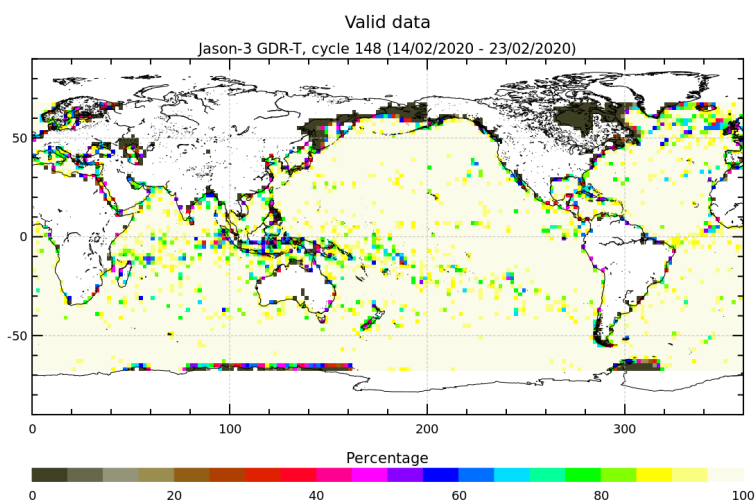 Valid data
Jason-3 GDR-T, cycle 148 (14/02/2020 - 23/02/2020)
50
0
-50
0 100 200 300
Percentage
0 20 40 60 80 100